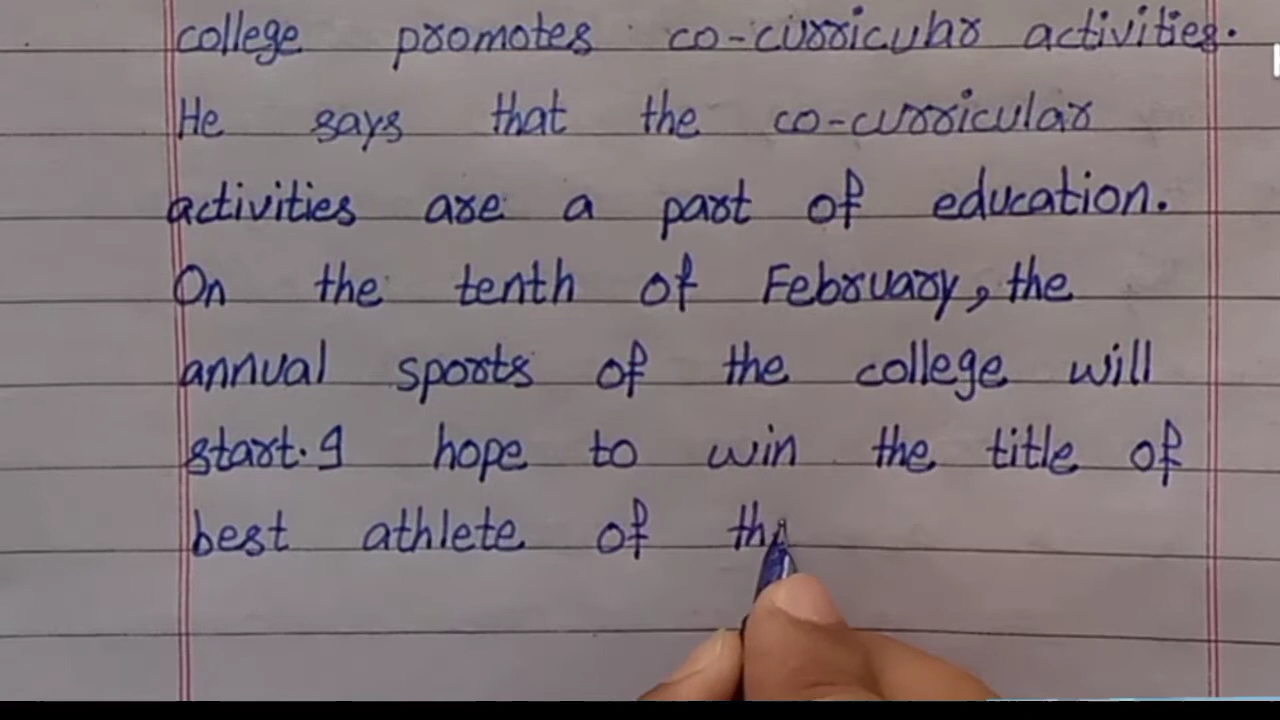 college promotes co-curricular activities.
He says that the co-curricular
activities are a part of education.
On the tenth of February, the
annual sports of the college will
start. I hope to win the title of
best athlete of th